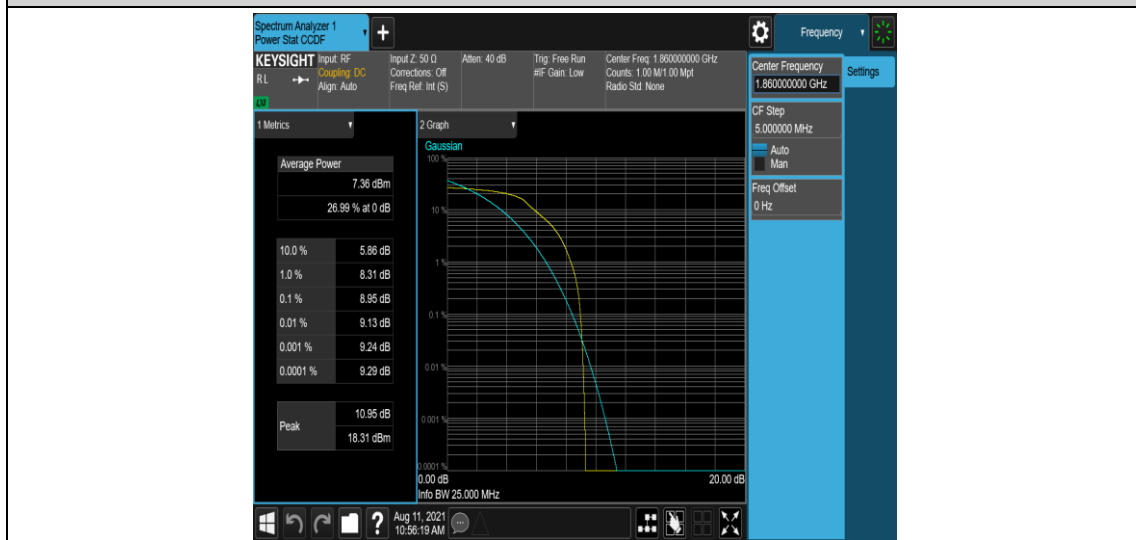 Spectrum Analyzer 1
Power Stat CCDF
+
Frequency
KEYSIGHT
RL
LXI
Input: RF
Coupling: DC
Align: Auto
Input Z: 50 Ω
Corrections: Off
Freq Ref: Int (S)
Atten: 40 dB
Trig: Free Run
#IF Gain: Low
Center Freq: 1.860000000 GHz
Counts: 1.00 M/1.00 Mpt
Radio Std: None
Center Frequency
1.860000000 GHz
Settings
CF Step
5.000000 MHz
Auto
Man
Freq Offset
0 Hz
1 Metrics
Average Power
7.36 dBm
26.99 % at 0 dB
10.0 % 5.86 dB
1.0 % 8.31 dB
0.1 % 8.95 dB
0.01 % 9.13 dB
0.001 % 9.24 dB
0.0001 % 9.29 dB
Peak
10.95 dB
18.31 dBm
2 Graph
Gaussian
100 %
10 %
1 %
0.1 %
0.01 %
0.001 %
0.0001 %
0.00 dB 20.00 dB
Info BW 25.000 MHz
?
Aug 11, 2021
10:56:19 AM